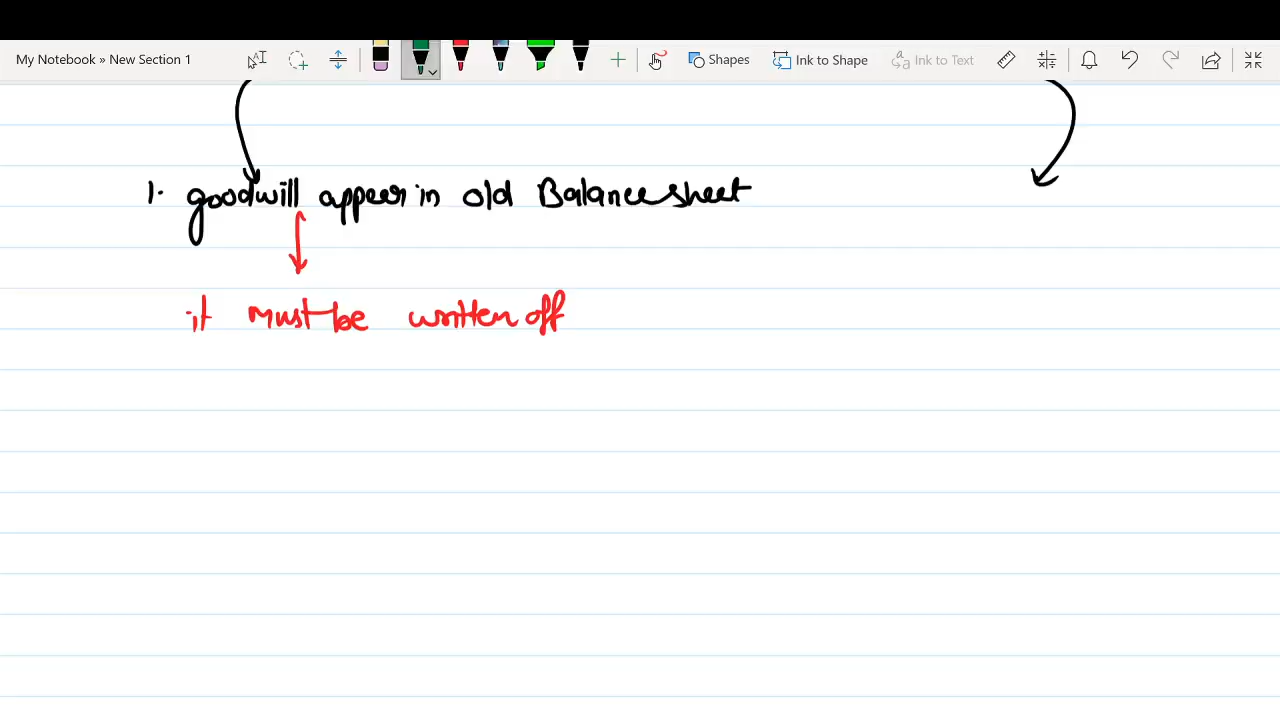 My Notebook » New Section 1
Shapes
Ink to Shape
Ink to Text
1. goodwill appear in old Balancesheet
it must be written off